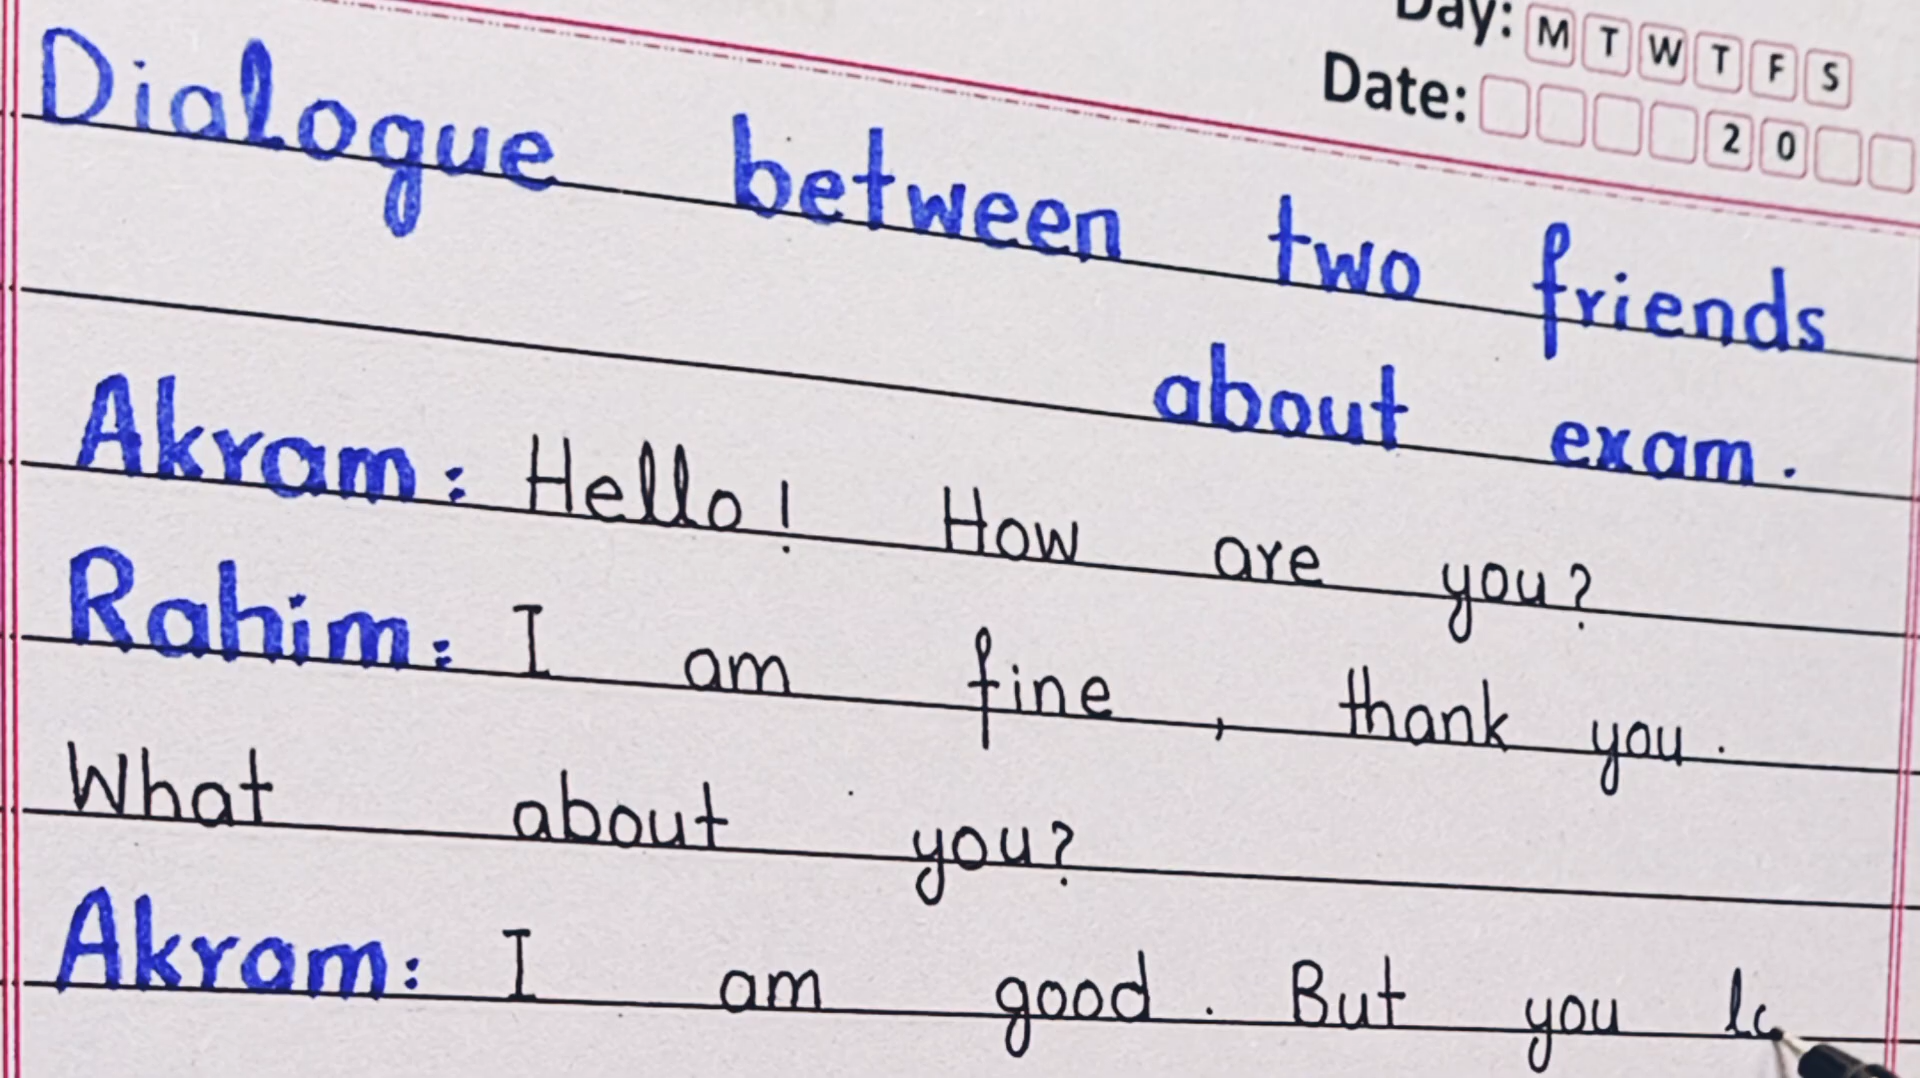 Day: M T W T F S
Date: 2 0
Dialogue between two friends
about exam.
Akram: Hello! How are you?
Rahim: I am fine, thank you.
What about you?
Akram: I am good. But you